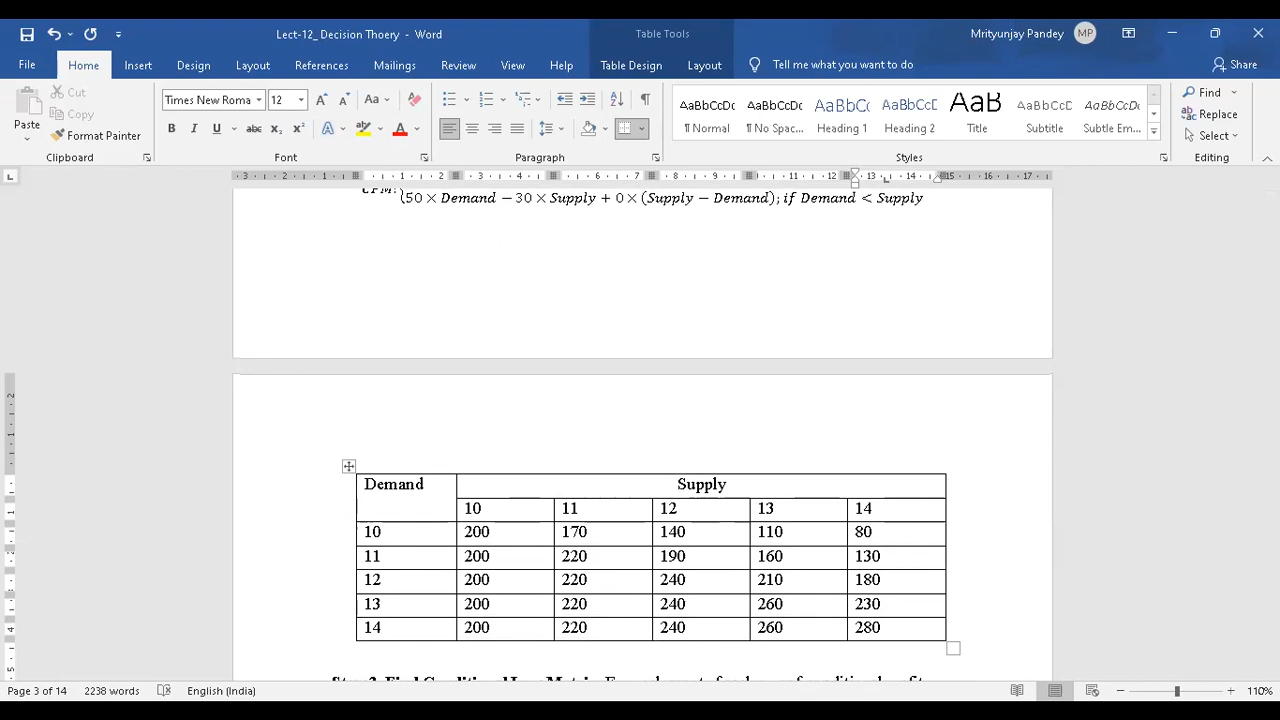 Lect-12_ Decision Thoery - Word
Table Tools
Mrityunjay Pandey
MP
File Home Insert Design Layout References Mailings Review View Help Table Design Layout Tell me what you want to do Share
Cut
Copy
Paste
Format Painter
Clipboard
Times New Roma 12
Font
Paragraph
AaBbCcDc AaBbCcDc AaBbCcD AaBbCcD AaB AaBbCcD AaBbCcDc
¶ Normal ¶ No Spac... Heading 1 Heading 2 Title Subtitle Subtle Em...
Styles
Find
Replace
Select
Editing
(50 × Demand − 30 × Supply + 0 × (Supply − Demand); if Demand < Supply
Demand Supply
10 11 12 13 14
10 200 170 140 110 80
11 200 220 190 160 130
12 200 220 240 210 180
13 200 220 240 260 230
14 200 220 240 260 280
Page 3 of 14 2238 words English (India) 110%